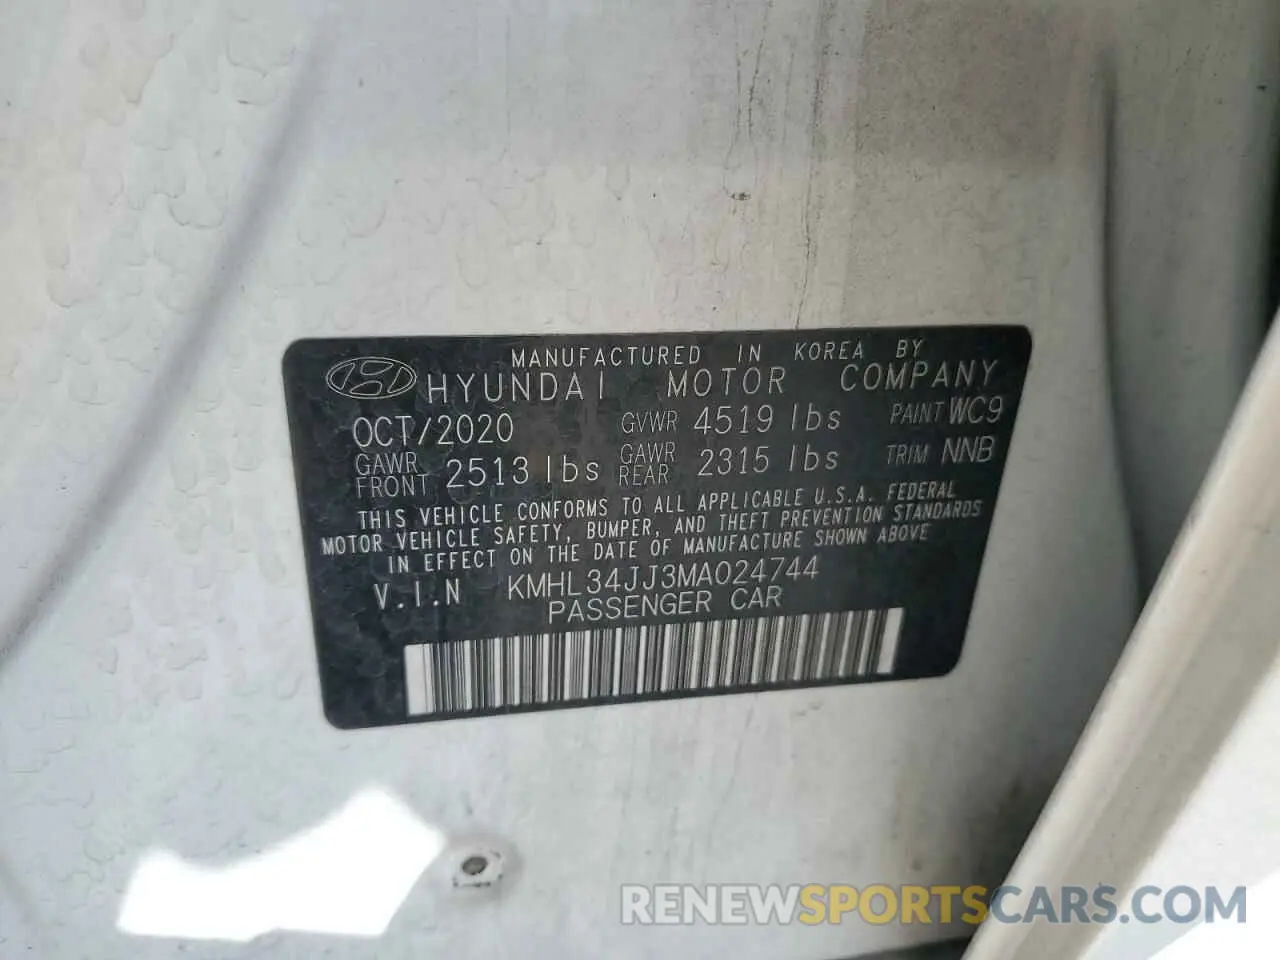 MANUFACTURED IN KOREA BY
HYUNDAI MOTOR COMPANY
OCT/2020 GVWR 4519 lbs PAINT WC9
GAWR FRONT 2513 lbs GAWR REAR 2315 lbs TRIM NNB
THIS VEHICLE CONFORMS TO ALL APPLICABLE U.S.A. FEDERAL
MOTOR VEHICLE SAFETY, BUMPER, AND THEFT PREVENTION STANDARDS
IN EFFECT ON THE DATE OF MANUFACTURE SHOWN ABOVE
V.I.N KMHL34JJ3MA024744
PASSENGER CAR
RENEWSPORTSCARS.COM